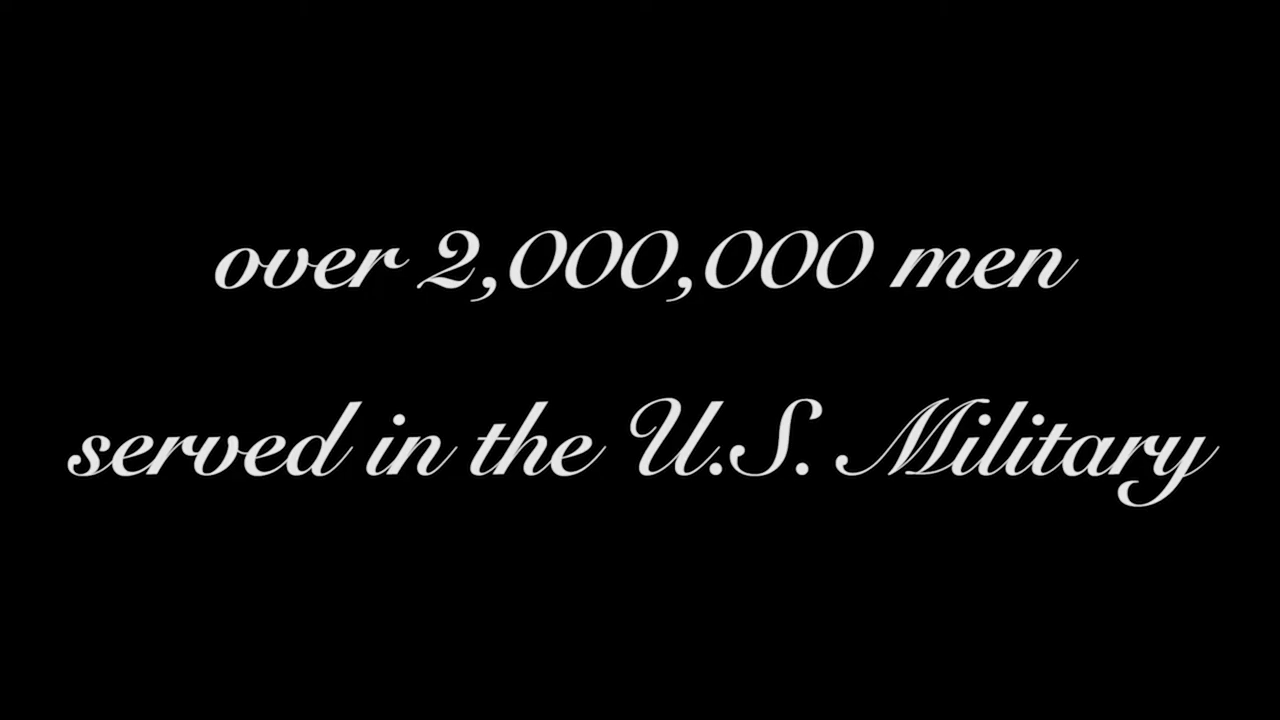 over 2,000,000 men
served in the U.S. Military